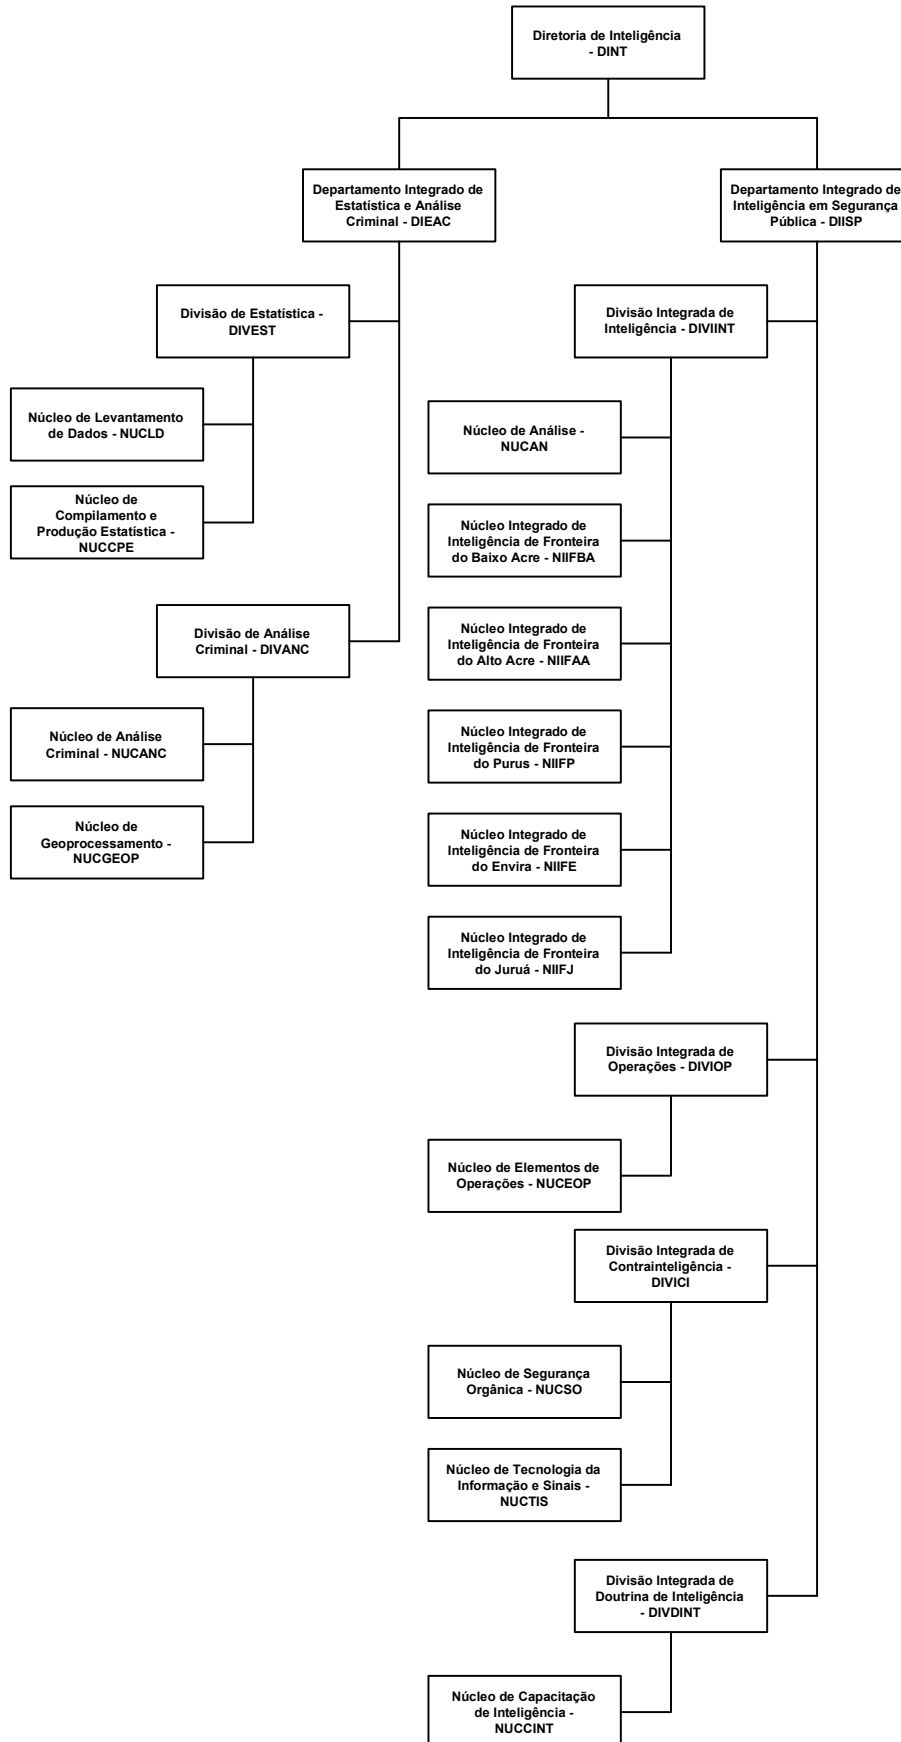 Diretoria de Inteligência
- DINT
Departamento Integrado de
Estatística e Análise
Criminal - DIEAC
Departamento Integrado de
Inteligência em Segurança
Pública - DIISP
Divisão de Estatística -
DIVEST
Núcleo de Levantamento
de Dados - NUCLD
Núcleo de
Compilamento e
Produção Estatística -
NUCCPE
Divisão de Análise
Criminal - DIVANC
Núcleo de Análise
Criminal - NUCANC
Núcleo de
Geoprocessamento -
NUCGEOP
Divisão Integrada de
Inteligência - DIVIINT
Núcleo de Análise -
NUCAN
Núcleo Integrado de
Inteligência de Fronteira
do Baixo Acre - NIIFBA
Núcleo Integrado de
Inteligência de Fronteira
do Alto Acre - NIIFAA
Núcleo Integrado de
Inteligência de Fronteira
do Purus - NIIFP
Núcleo Integrado de
Inteligência de Fronteira
do Envira - NIIFE
Núcleo Integrado de
Inteligência de Fronteira
do Juruá - NIIFJ
Divisão Integrada de
Operações - DIVIOP
Núcleo de Elementos de
Operações - NUCEOP
Divisão Integrada de
Contrainteligência -
DIVICI
Núcleo de Segurança
Orgânica - NUCSO
Núcleo de Tecnologia da
Informação e Sinais -
NUCTIS
Divisão Integrada de
Doutrina de Inteligência
- DIVDINT
Núcleo de Capacitação
de Inteligência -
NUCCINT